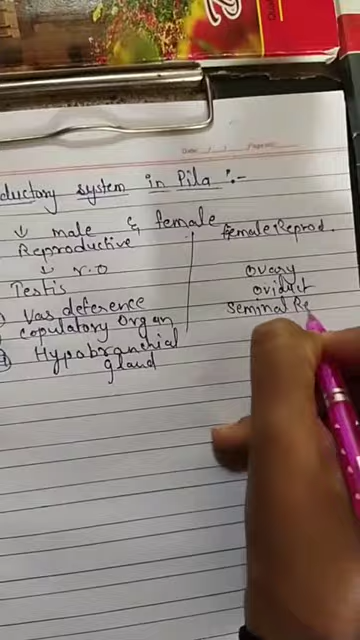 ductory system in Pila :-
male & female
Reproductive
r.o
Testis
Vas deference
copulatory organ
Hypobranchial
gland
female Reprod.
Ovary
oviduct
Seminal Re